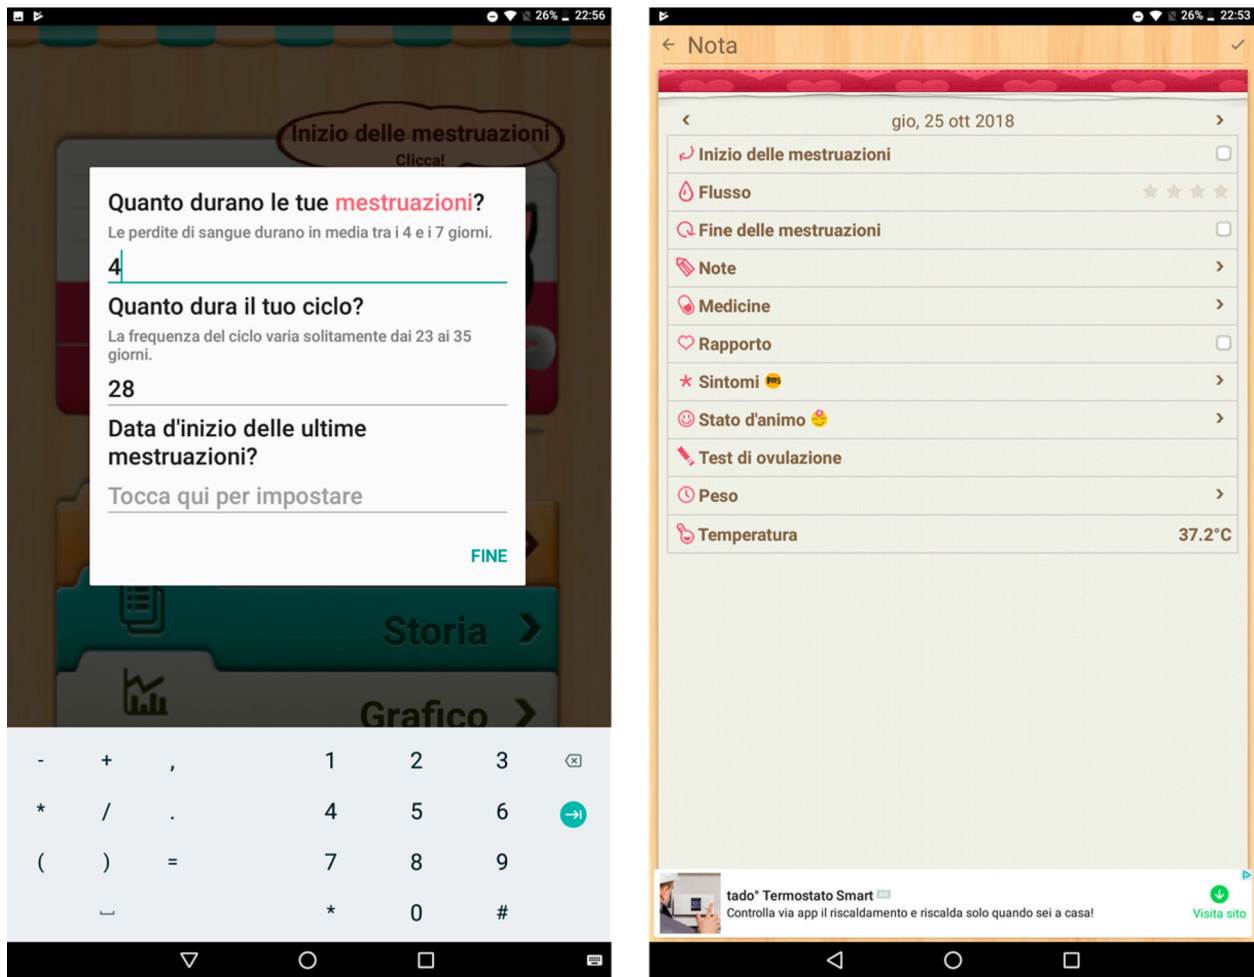 26% 22:56
Inizio delle mestruazioni
Clicca!
Quanto durano le tue mestruazioni?
Le perdite di sangue durano in media tra i 4 e i 7 giorni.
4
Quanto dura il tuo ciclo?
La frequenza del ciclo varia solitamente dai 23 ai 35
giorni.
28
Data d'inizio delle ultime
mestruazioni?
Tocca qui per impostare
FINE
Storia
Grafico
- + , 1 2 3
* / . 4 5 6
( ) = 7 8 9
* 0 #
26% 22:53
Nota
gio, 25 ott 2018
Inizio delle mestruazioni
Flusso
Fine delle mestruazioni
Note
Medicine
Rapporto
Sintomi PMS
Stato d'animo
Test di ovulazione
Peso
Temperatura 37.2°C
tado° Termostato Smart
Controlla via app il riscaldamento e riscalda solo quando sei a casa!
Visita sito